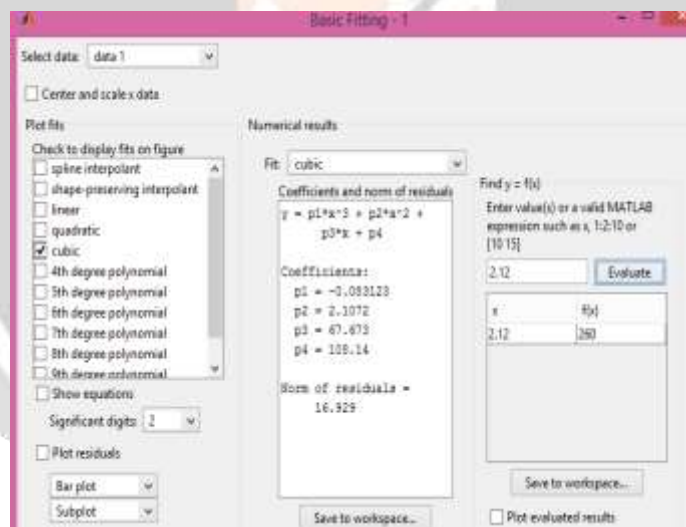 Basic Fitting - 1
Select data: data 1
Center and scale x data
Plot fits
Check to display fits on figure
spline interpolant
shape-preserving interpolant
linear
quadratic
cubic
4th degree polynomial
5th degree polynomial
6th degree polynomial
7th degree polynomial
8th degree polynomial
9th degree polynomial
Show equations
Significant digits: 2
Plot residuals
Bar plot
Subplot
Numerical results
Fit: cubic
Coefficients and norm of residuals
y = p1*x^3 + p2*x^2 +
p3*x + p4
Coefficients:
p1 = -0.093123
p2 = 2.1072
p3 = 67.673
p4 = 108.14
Norm of residuals =
16.929
Save to workspace...
Find y = f(x)
Enter value(s) or a valid MATLAB
expression such as x, 1:2:10 or
[10 15]
2.12 Evaluate
x f(x)
2.12 260
Save to workspace...
Plot evaluated results